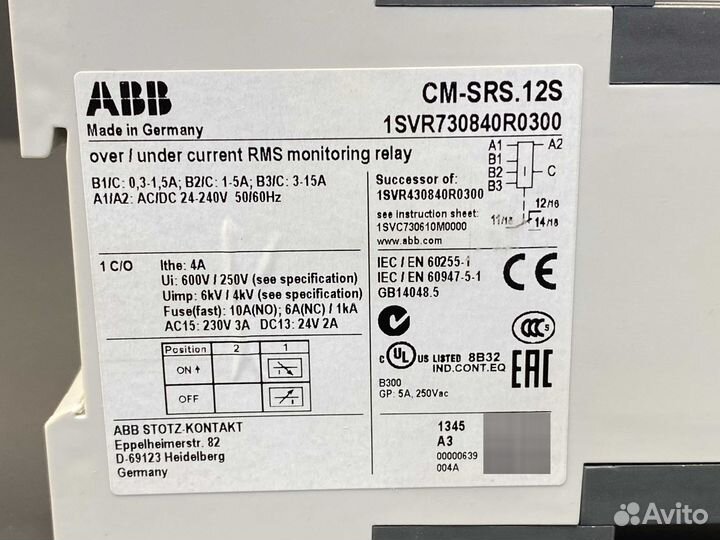 ABB
Made in Germany
CM-SRS.12S
1SVR730840R0300
over / under current RMS monitoring relay
B1/C: 0,3-1,5A; B2/C: 1-5A; B3/C: 3-15A
A1/A2: AC/DC 24-240V 50/60Hz
Successor of:
1SVR430840R0300
see instruction sheet:
1SVC730610M0000
www.abb.com
A1
A2
B1
B2
C
B3
12/16
11/15
14/18
1 C/O
Ithe: 4A
Ui: 600V / 250V (see specification)
Uimp: 6kV / 4kV (see specification)
Fuse(fast): 10A(NO); 6A(NC) / 1kA
AC15: 230V 3A DC13: 24V 2A
IEC / EN 60255-1
IEC / EN 60947-5-1
GB14048.5
CE
CCC S
Position 2 1
ON
OFF
C UL US LISTED 8B32
IND.CONT.EQ
EAC
B300
GP: 5A, 250Vac
ABB STOTZ-KONTAKT
Eppelheimerstr. 82
D-69123 Heidelberg
Germany
1345
A3
00000639
004A
Avito